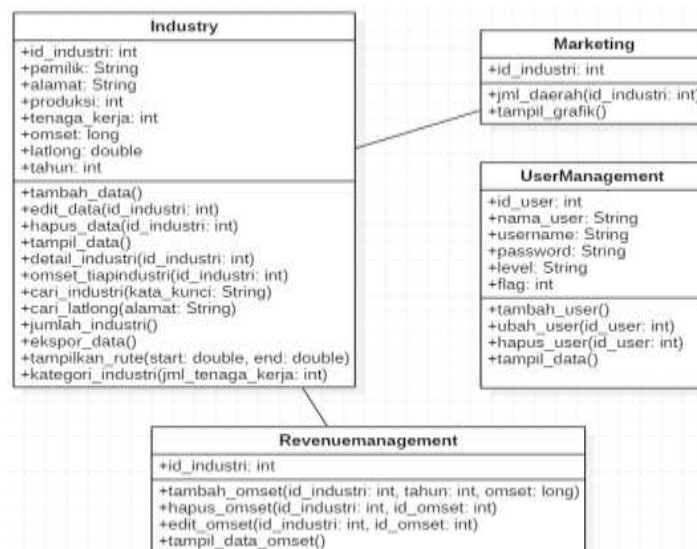 Industry
+id_industri: int
+pemilik: String
+alamat: String
+produksi: int
+tenaga_kerja: int
+omset: long
+latlong: double
+tahun: int
+tambah_data()
+edit_data(id_industri: int)
+hapus_data(id_industri: int)
+tampil_data()
+detail_industri(id_industri: int)
+omset_tiapindustri(id_industri: int)
+cari_industri(kata_kunci: String)
+cari_latlong(alamat: String)
+jumlah_industri()
+ekspor_data()
+tampilkan_rute(start: double, end: double)
+kategori_industri(jml_tenaga_kerja: int)
Marketing
+id_industri: int
+jml_daerah(id_industri: int)
+tampil_grafik()
UserManagement
+id_user: int
+nama_user: String
+username: String
+password: String
+level: String
+flag: int
+tambah_user()
+ubah_user(id_user: int)
+hapus_user(id_user: int)
+tampil_data()
Revenuemanagement
+id_industri: int
+tambah_omset(id_industri: int, tahun: int, omset: long)
+hapus_omset(id_industri: int, id_omset: int)
+edit_omset(id_industri: int, id_omset: int)
+tampil_data_omset()